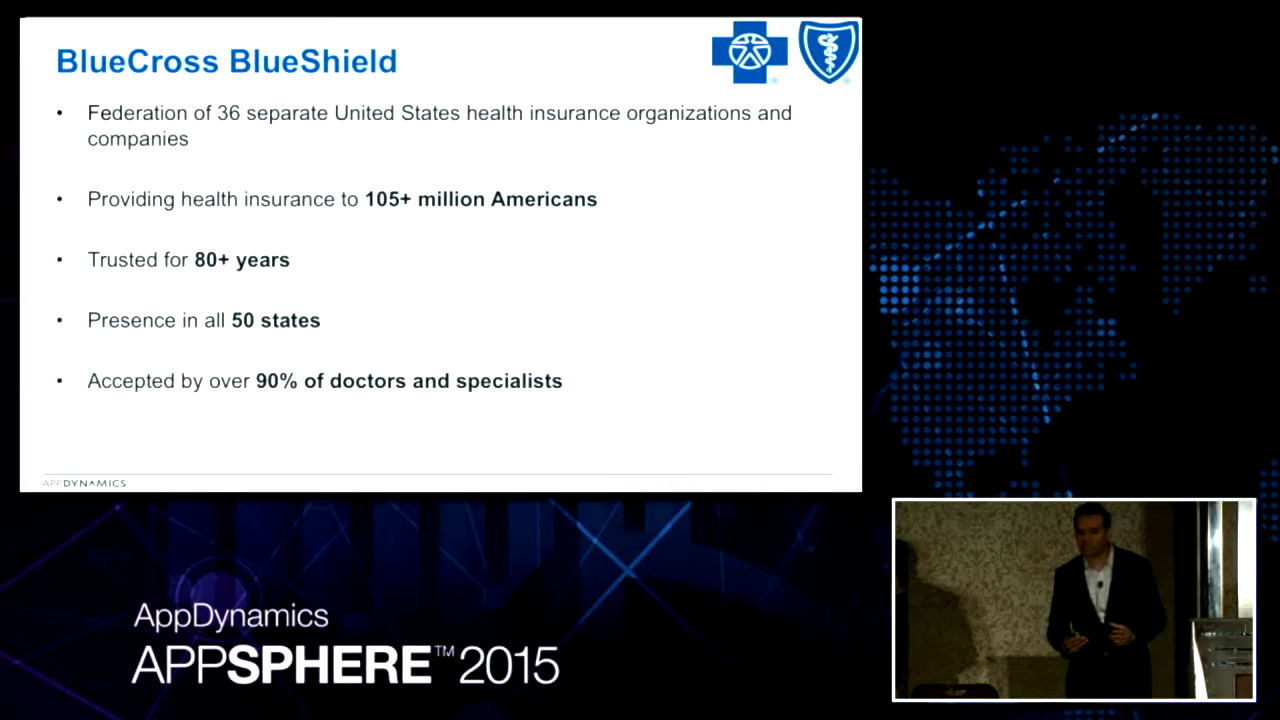 BlueCross BlueShield
• Federation of 36 separate United States health insurance organizations and
companies
• Providing health insurance to 105+ million Americans
• Trusted for 80+ years
• Presence in all 50 states
• Accepted by over 90% of doctors and specialists
APPDYNAMICS
AppDynamics
APPSPHERE™ 2015